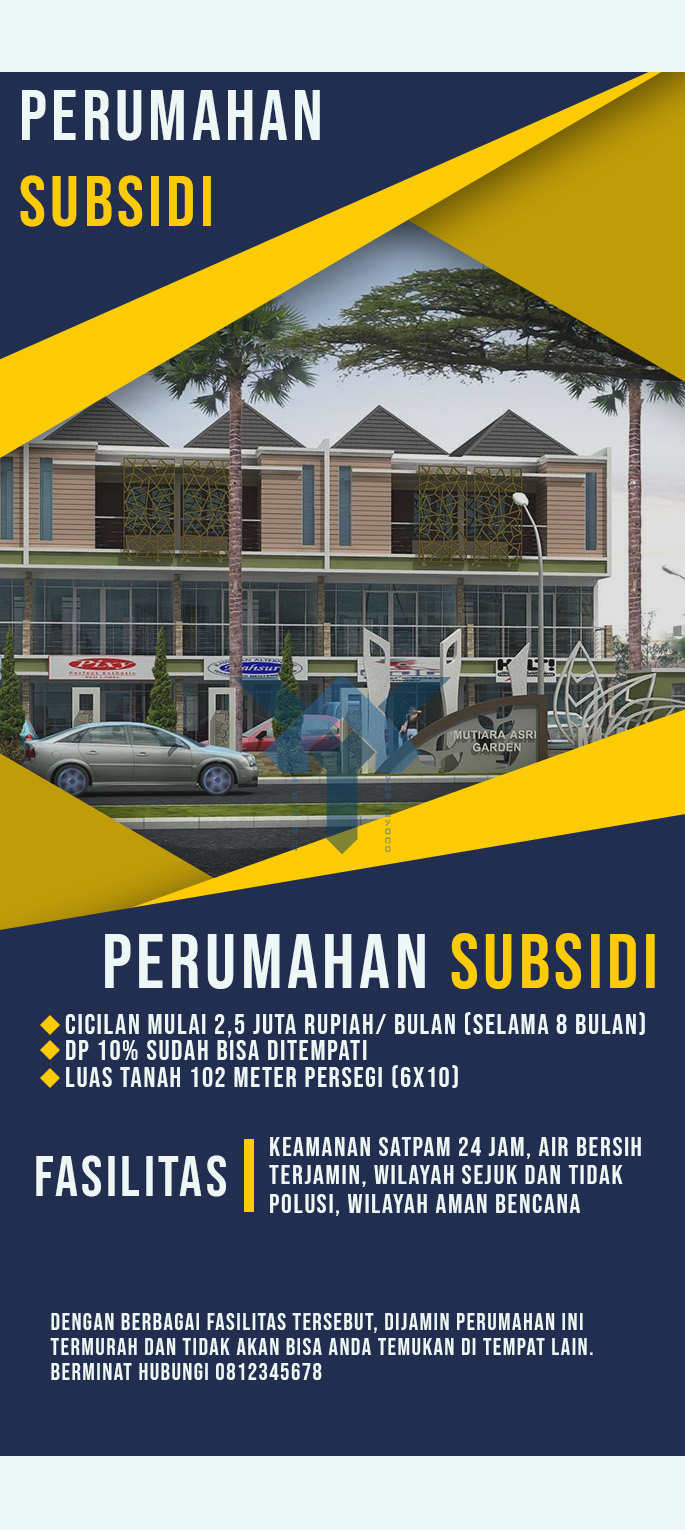 PERUMAHAN
SUBSIDI
Pixy
Perfect Esthetic
MUTIARA ASRI
GARDEN
PERUMAHAN SUBSIDI
CICILAN MULAI 2,5 JUTA RUPIAH/ BULAN (SELAMA 8 BULAN)
DP 10% SUDAH BISA DITEMPATI
LUAS TANAH 102 METER PERSEGI (6X10)
FASILITAS
KEAMANAN SATPAM 24 JAM, AIR BERSIH
TERJAMIN, WILAYAH SEJUK DAN TIDAK
POLUSI, WILAYAH AMAN BENCANA
DENGAN BERBAGAI FASILITAS TERSEBUT, DIJAMIN PERUMAHAN INI
TERMURAH DAN TIDAK AKAN BISA ANDA TEMUKAN DI TEMPAT LAIN.
BERMINAT HUBUNGI 0812345678